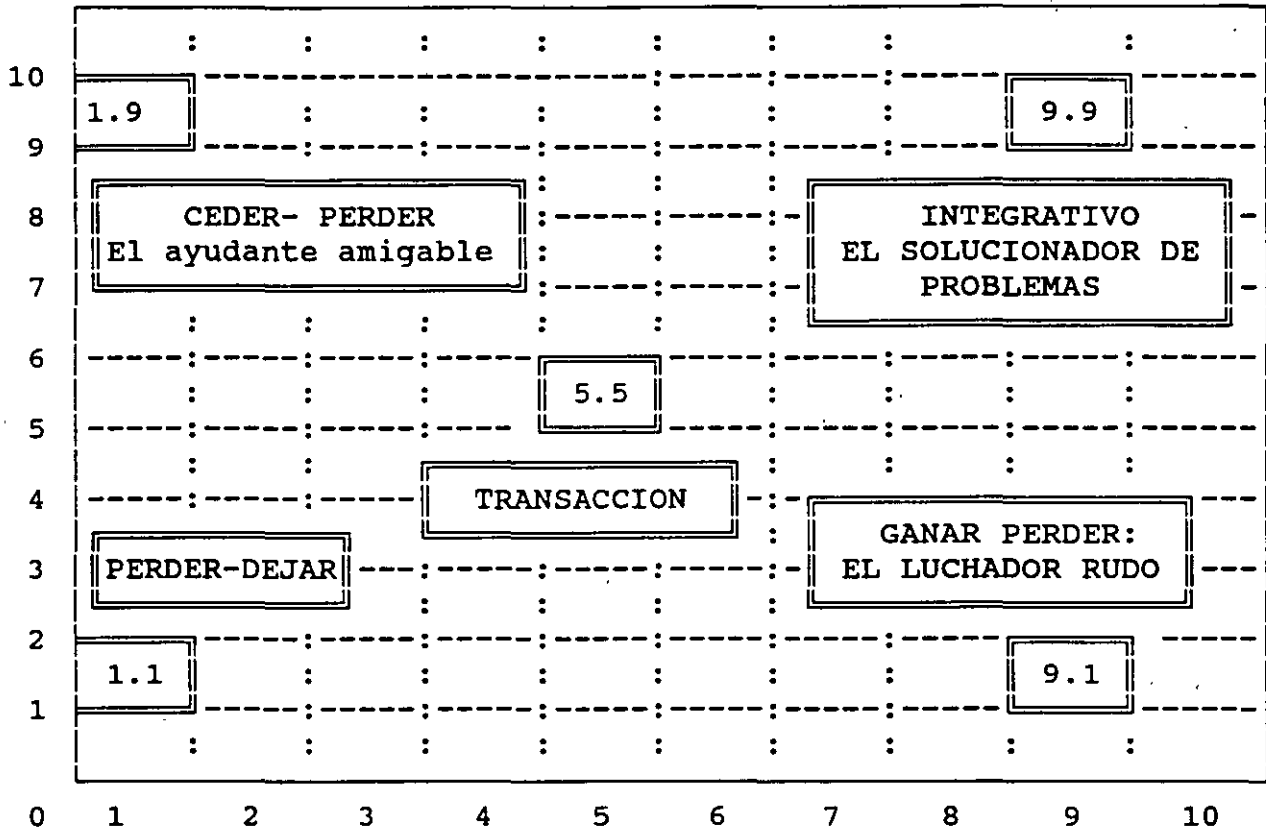 10
1.9 9.9
9
8 CEDER- PERDER INTEGRATIVO
El ayudante amigable EL SOLUCIONADOR DE
7 PROBLEMAS
6
5.5
5
4 TRANSACCION
GANAR PERDER:
3 PERDER-DEJAR EL LUCHADOR RUDO
2
1.1 9.1
1
0 1 2 3 4 5 6 7 8 9 10